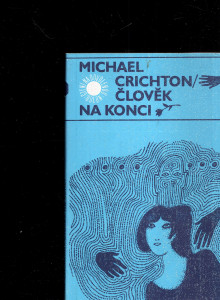 MICHAEL
CRICHTON/
ČLOVĚK
NA KONCI